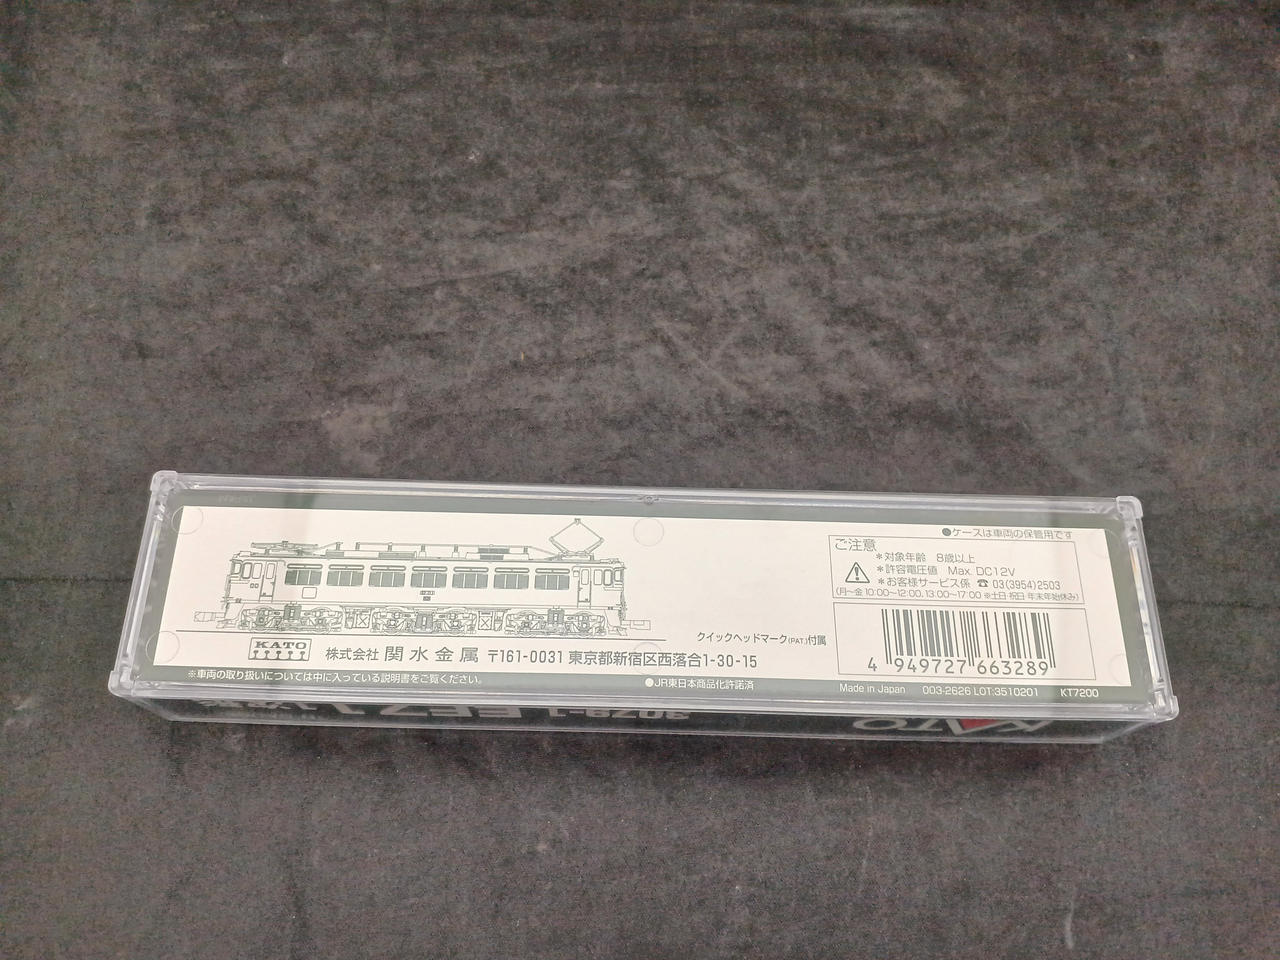 ●ケースは車両の保管用です
ご注意
＊対象年齢 8歳以上
＊許容電圧値 Max. DC12V
＊お客様サービス係 ☎ 03(3954)2503
(月〜金 10:00〜12:00, 13:00〜17:00 ※土日 祝日 年末年始休み)
クイックヘッドマーク(PAT.)付属
4 949727 663289
KATO
株式会社 関水金属 〒161-0031 東京都新宿区西落合1-30-15
※車両の取り扱いについては中に入っている説明書をご覧ください。
●JR東日本商品化許諾済
Made in Japan 003-2626 LOT:3510201 KT7200
KATO
3079-1 EF71 1次形